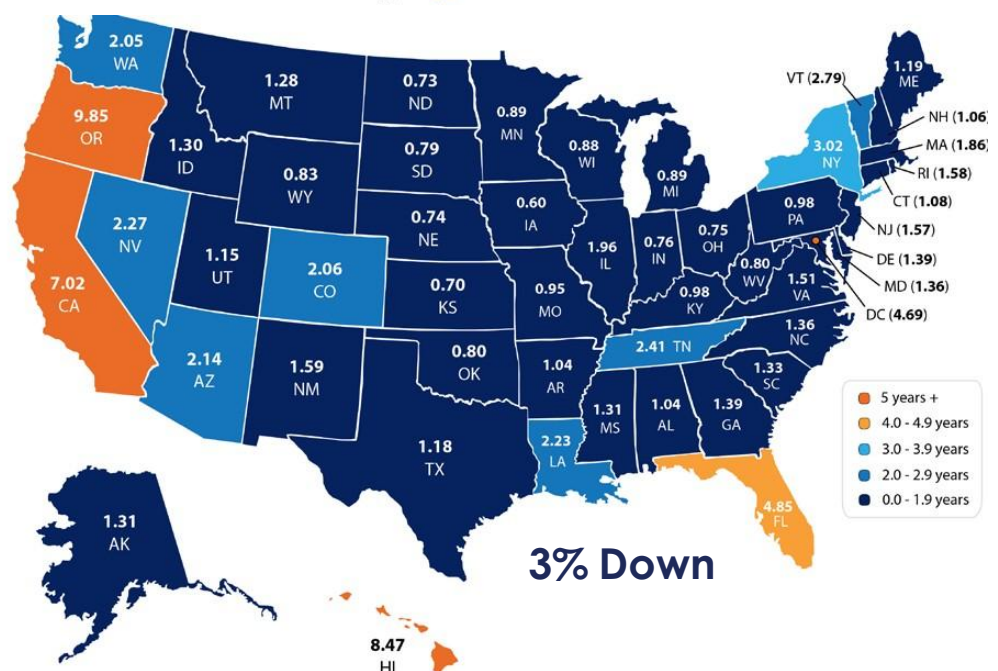 2.05
WA
9.85
OR
7.02
CA
2.27
NV
1.30
ID
1.28
MT
0.83
WY
1.15
UT
2.14
AZ
2.06
CO
1.59
NM
0.73
ND
0.79
SD
0.74
NE
0.70
KS
0.80
OK
1.18
TX
0.89
MN
0.60
IA
0.95
MO
1.04
AR
2.23
LA
0.88
WI
1.96
IL
0.89
MI
0.76
IN
0.75
OH
0.98
KY
2.41 TN
1.31
MS
1.04
AL
1.39
GA
4.85
FL
1.33
SC
1.36
NC
1.51
VA
0.80
WV
0.98
PA
3.02
NY
1.19
ME
VT (2.79)
NH (1.06)
MA (1.86)
RI (1.58)
CT (1.08)
NJ (1.57)
DE (1.39)
MD (1.36)
DC (4.69)
5 years +
4.0 - 4.9 years
3.0 - 3.9 years
2.0 - 2.9 years
0.0 - 1.9 years
1.31
AK
8.47
HI
3% Down